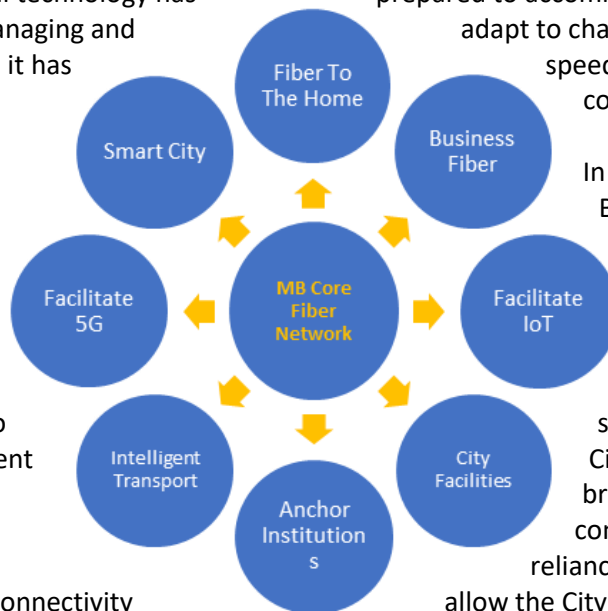 technology has
anaging and
it has
prepared to
adapt to cha
speed
co
In
Fiber To
The Home
Business
Fiber
Facilitate
IoT
City
Facilities
Anchor
Institution
s
Intelligent
Transport
Facilitate
5G
Smart City
MB Core
Fiber
Network
ent
onnectivity
s
Ci
br
con
relianc
allow the City